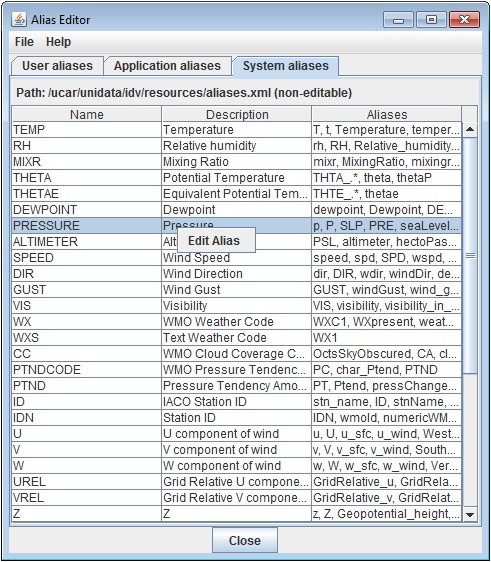 Alias Editor
File Help
User aliases Application aliases System aliases
Path: /ucar/unidata/idv/resources/aliases.xml (non-editable)
Name Description Aliases
TEMP Temperature T, t, Temperature, temper...
RH Relative humidity rh, RH, Relative_humidity...
MIXR Mixing Ratio mixr, MixingRatio, mixingr...
THETA Potential Temperature THTA_.*, theta, thetaP
THETAE Equivalent Potential Tem... THTE_.*, thetae
DEWPOINT Dewpoint dewpoint, Dewpoint, DE...
PRESSURE Pressure p, P, SLP, PRE, seaLevel...
ALTIMETER Alt Edit Alias PSL, altimeter, hectoPas...
SPEED Wind Speed speed, spd, SPD, wspd, ...
DIR Wind Direction dir, DIR, wdir, windDir, de...
GUST Wind Gust GUST, windGust, wind_g...
VIS Visibility VIS, visibility, visibility_in_...
WX WMO Weather Code WXC1, WXpresent, weat...
WXS Text Weather Code WX1
CC WMO Cloud Coverage C... OctsSkyObscured, CA, cl...
PTNDCODE WMO Pressure Tendenc... PC, char_Ptend, PTND
PTND Pressure Tendency Amo... PT, Ptend, pressChange...
ID IACO Station ID stn_name, ID, stnName, ...
IDN Station ID IDN, wmoId, numericWM...
U U component of wind u, U, u_sfc, u_wind, West...
V V component of wind v, V, v_sfc, v_wind, South...
W W component of wind w, W, w_sfc, w_wind, Ver...
UREL Grid Relative U compone... GridRelative_u, GridRela...
VREL Grid Relative V compone... GridRelative_v, GridRelat...
Z Z z, Z, Geopotential_height,...
Close